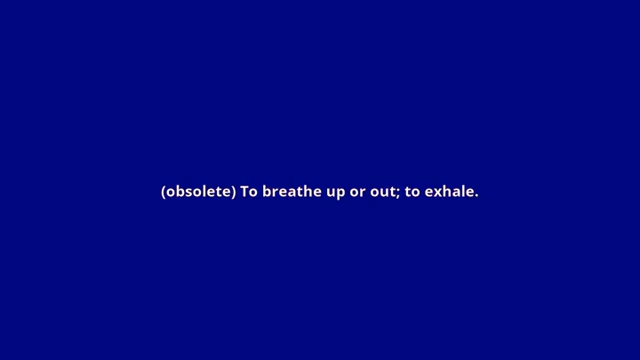 (obsolete) To breathe up or out; to exhale.